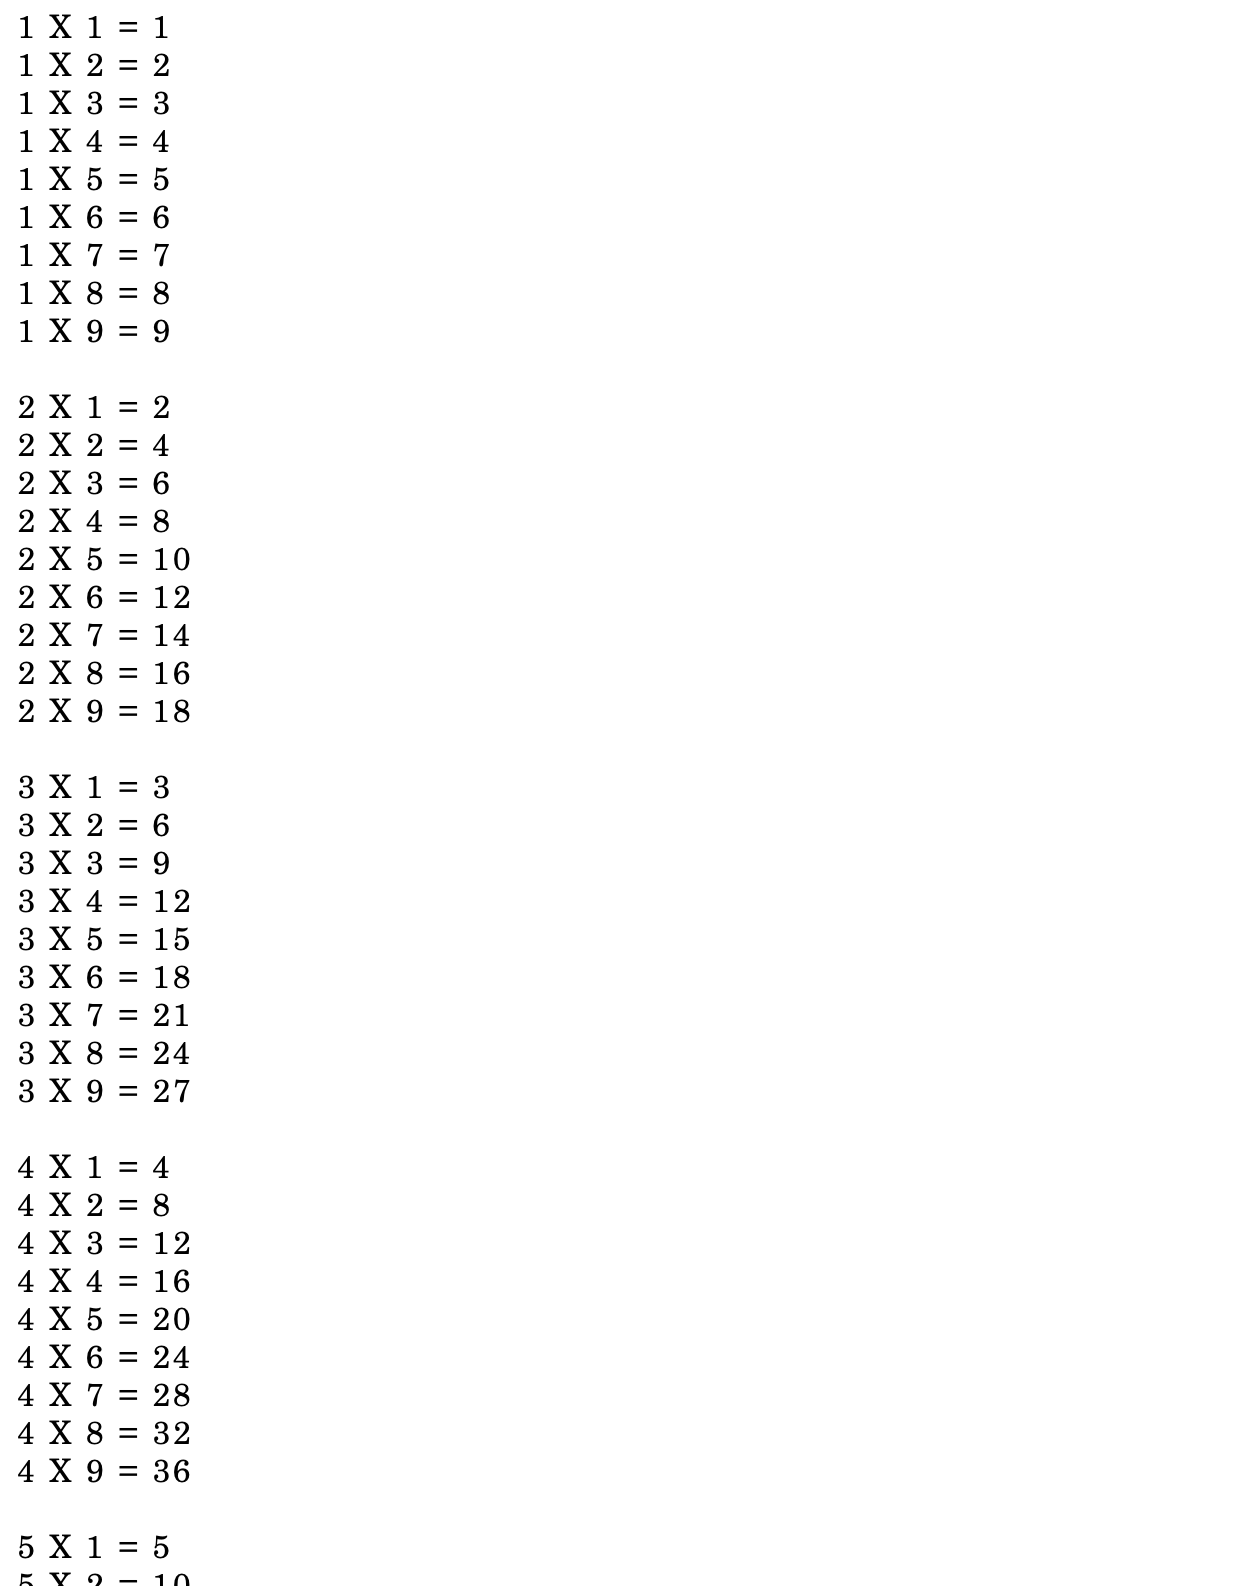 1 X 1 = 1
1 X 2 = 2
1 X 3 = 3
1 X 4 = 4
1 X 5 = 5
1 X 6 = 6
1 X 7 = 7
1 X 8 = 8
1 X 9 = 9

2 X 1 = 2
2 X 2 = 4
2 X 3 = 6
2 X 4 = 8
2 X 5 = 10
2 X 6 = 12
2 X 7 = 14
2 X 8 = 16
2 X 9 = 18

3 X 1 = 3
3 X 2 = 6
3 X 3 = 9
3 X 4 = 12
3 X 5 = 15
3 X 6 = 18
3 X 7 = 21
3 X 8 = 24
3 X 9 = 27

4 X 1 = 4
4 X 2 = 8
4 X 3 = 12
4 X 4 = 16
4 X 5 = 20
4 X 6 = 24
4 X 7 = 28
4 X 8 = 32
4 X 9 = 36

5 X 1 = 5
5 X 2 = 10